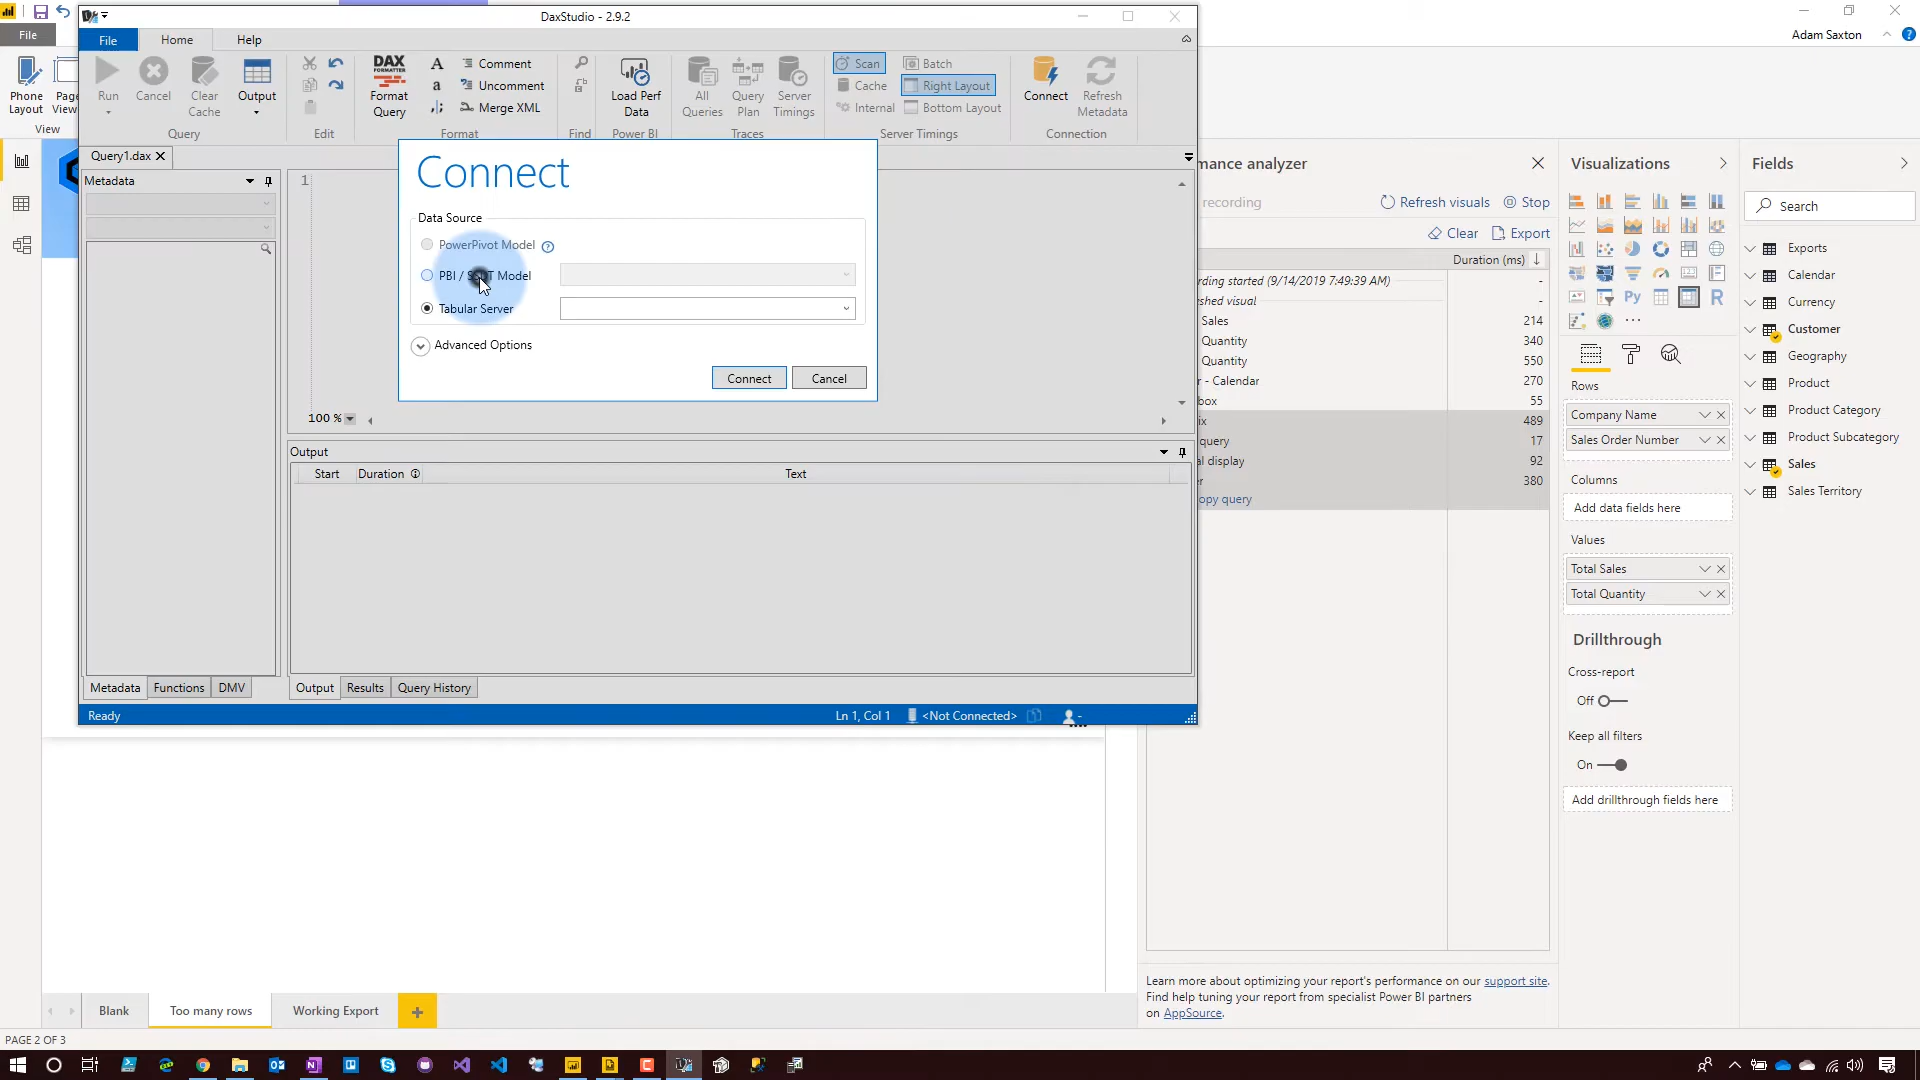 DaxStudio - 2.9.2
Adam Saxton
File
File
Home
Help
Phone Layout
Page View
View
Run
Cancel
Clear Cache
Output
Query
Edit
DAX
FORMATTER
Format Query
A
a
Comment
Uncomment
Merge XML
Format
Find
Load Perf Data
Power BI
All Queries
Query Plan
Server Timings
Traces
Scan
Cache
Internal
Batch
Right Layout
Bottom Layout
Server Timings
Connect
Refresh Metadata
Connection
Query1.dax
Metadata
1
100 %
Connect
Data Source
PowerPivot Model
PBI / SSDT Model
Tabular Server
Advanced Options
Connect
Cancel
Output
Start
Duration
Text
Metadata
Functions
DMV
Output
Results
Query History
Ready
Ln 1, Col 1
<Not Connected>
-
mance analyzer
recording
Refresh visuals
Stop
Clear
Export
Duration (ms)
rding started (9/14/2019 7:49:39 AM) -
shed visual -
Sales 214
Quantity 340
Quantity 550
r - Calendar 270
box 55
ix 489
query 17
al display 92
er 380
opy query
Learn more about optimizing your report's performance on our support site.
Find help tuning your report from specialist Power BI partners
on AppSource.
Visualizations
Py
R
Rows
Company Name
Sales Order Number
Columns
Add data fields here
Values
Total Sales
Total Quantity
Drillthrough
Cross-report
Off
Keep all filters
On
Add drillthrough fields here
Fields
Search
Exports
Calendar
Currency
Customer
Geography
Product
Product Category
Product Subcategory
Sales
Sales Territory
Blank
Too many rows
Working Export
PAGE 2 OF 3